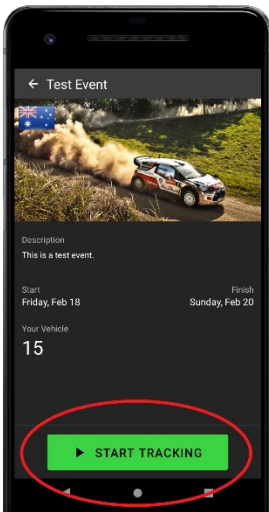 ← Test Event
Description
This is a test event.
Start
Finish
Friday, Feb 18
Sunday, Feb 20
Your Vehicle
15
START TRACKING